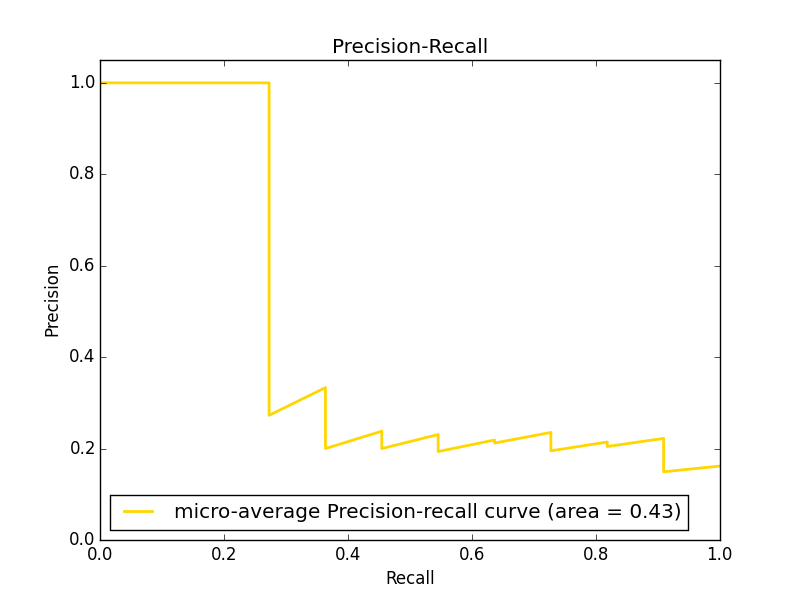 Precision-Recall
1.0
0.8
0.6
0.4
0.2
0.0
Precision
micro-average Precision-recall curve (area = 0.43)
0.0 0.2 0.4 0.6 0.8 1.0
Recall